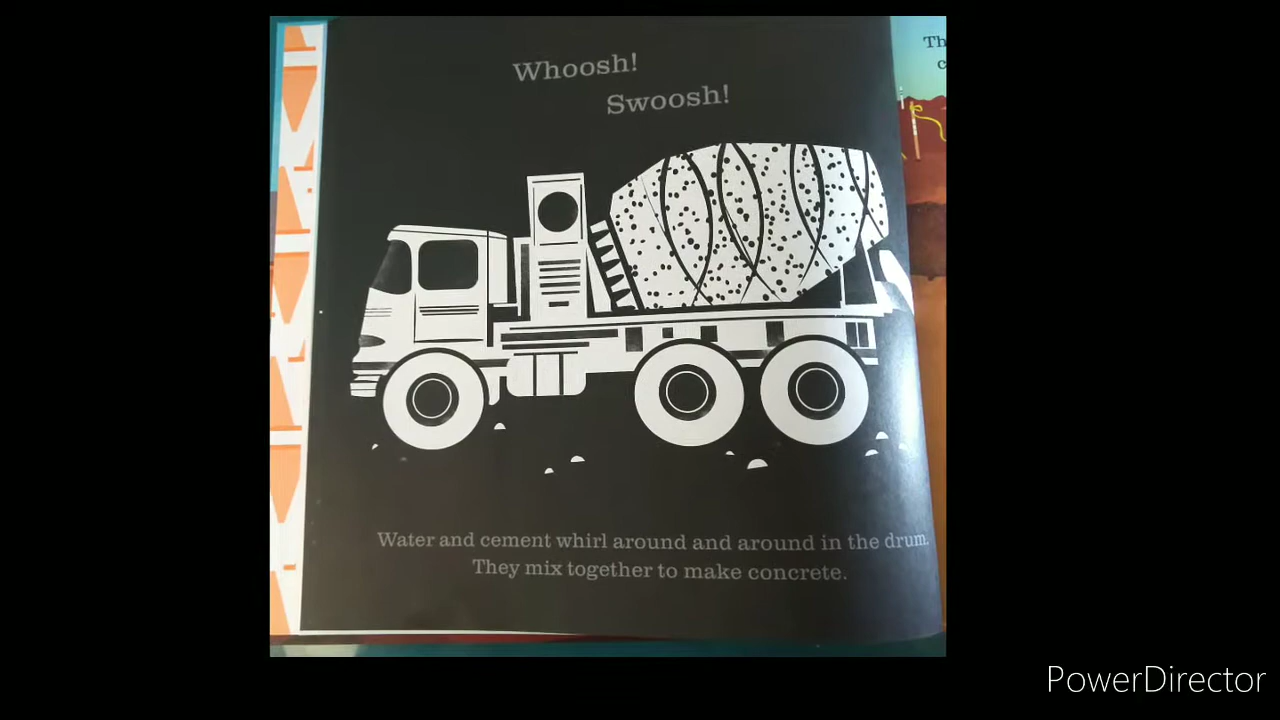 Whoosh!
Swoosh!
Th
c
Water and cement whirl around and around in the drum.
They mix together to make concrete.
PowerDirector